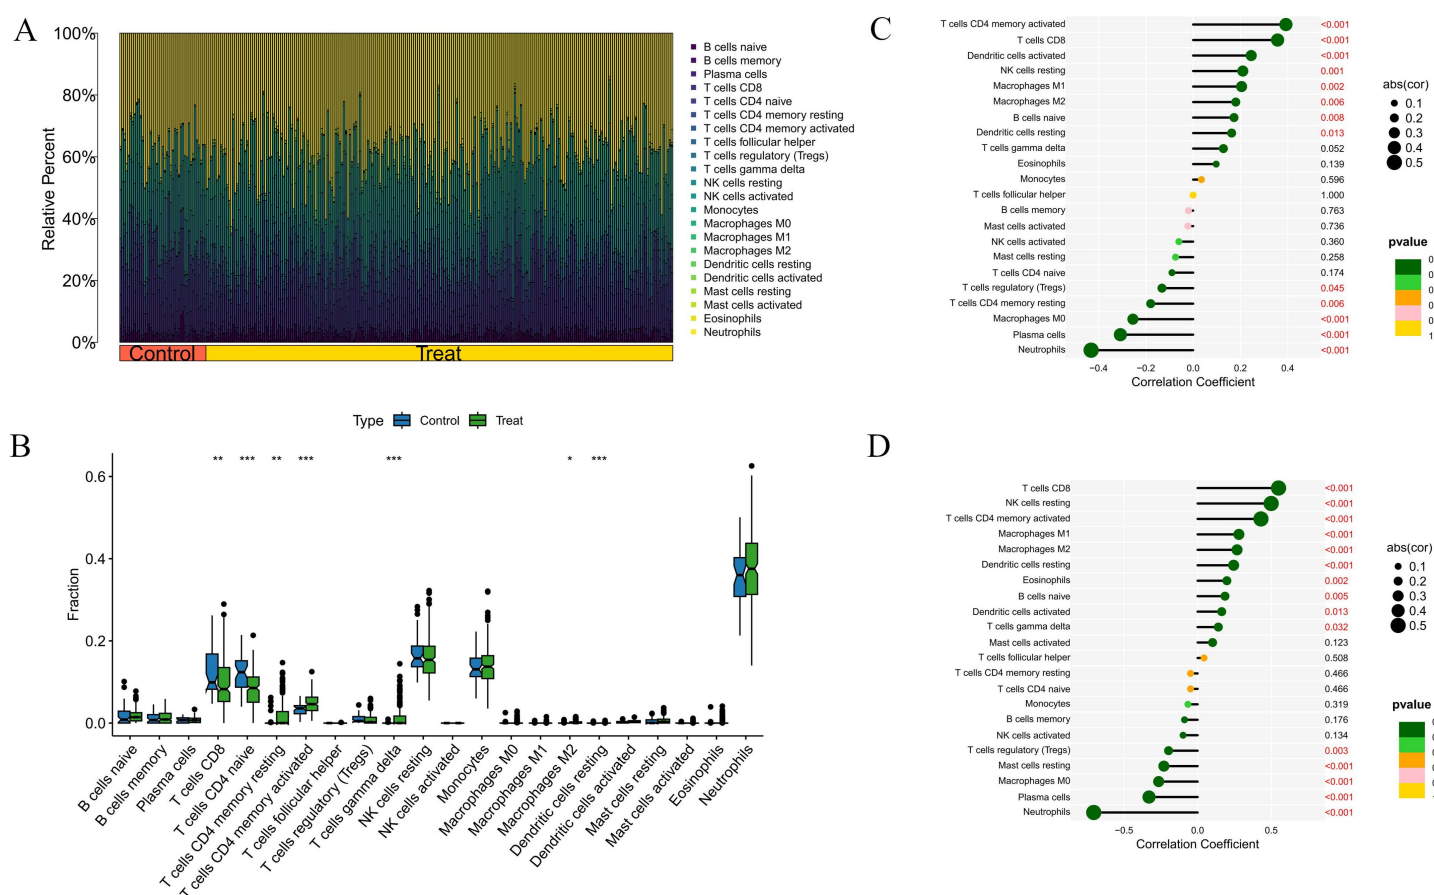 A
100%
80%
60%
40%
20%
0%
Relative Percent
Control
Treat
B cells naive
B cells memory
Plasma cells
T cells CD8
T cells CD4 naive
T cells CD4 memory resting
T cells CD4 memory activated
T cells follicular helper
T cells regulatory (Tregs)
T cells gamma delta
NK cells resting
NK cells activated
Monocytes
Macrophages M0
Macrophages M1
Macrophages M2
Dendritic cells resting
Dendritic cells activated
Mast cells resting
Mast cells activated
Eosinophils
Neutrophils
C
T cells CD4 memory activated <0.001
T cells CD8 <0.001
Dendritic cells activated <0.001
NK cells resting 0.001
Macrophages M1 0.002
Macrophages M2 0.006
B cells naive 0.008
Dendritic cells resting 0.013
T cells gamma delta 0.052
Eosinophils 0.139
Monocytes 0.596
T cells follicular helper 1.000
B cells memory 0.763
Mast cells activated 0.736
NK cells activated 0.360
Mast cells resting 0.258
T cells CD4 naive 0.174
T cells regulatory (Tregs) 0.045
T cells CD4 memory resting 0.006
Macrophages M0 <0.001
Plasma cells <0.001
Neutrophils <0.001
−0.4 −0.2 0.0 0.2 0.4
Correlation Coefficient
abs(cor)
0.1
0.2
0.3
0.4
0.5
pvalue
0
0
0
0
1
B
Type Control Treat
** *** ** *** *** * ***
0.6
0.4
0.2
0.0
Fraction
B cells naive
B cells memory
Plasma cells
T cells CD8
T cells CD4 naive
T cells CD4 memory resting
T cells CD4 memory activated
T cells follicular helper
T cells regulatory (Tregs)
T cells gamma delta
NK cells resting
NK cells activated
Monocytes
Macrophages M0
Macrophages M1
Macrophages M2
Dendritic cells resting
Dendritic cells activated
Mast cells resting
Mast cells activated
Eosinophils
Neutrophils
D
T cells CD8 <0.001
NK cells resting <0.001
T cells CD4 memory activated <0.001
Macrophages M1 <0.001
Macrophages M2 <0.001
Dendritic cells resting <0.001
Eosinophils 0.002
B cells naive 0.005
Dendritic cells activated 0.013
T cells gamma delta 0.032
Mast cells activated 0.123
T cells follicular helper 0.508
T cells CD4 memory resting 0.466
T cells CD4 naive 0.466
Monocytes 0.319
B cells memory 0.176
NK cells activated 0.134
T cells regulatory (Tregs) 0.003
Mast cells resting <0.001
Macrophages M0 <0.001
Plasma cells <0.001
Neutrophils <0.001
−0.5 0.0 0.5
Correlation Coefficient
abs(cor)
0.1
0.2
0.3
0.4
0.5
pvalue